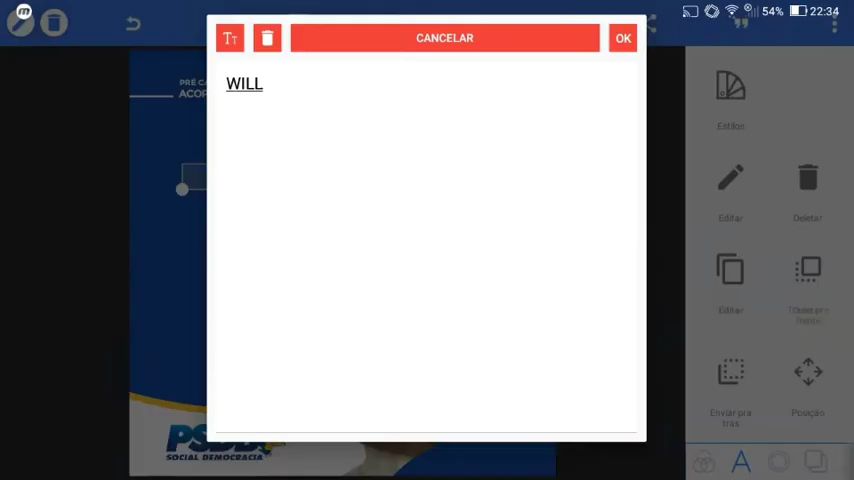 54% 22:34
TT CANCELAR OK
WILL
PRÉ CA
ACOP
Estilos
Editar Deletar
Editar
Enviar pra
trás
Posição
A
PSDB
SOCIAL DEMOCRACIA